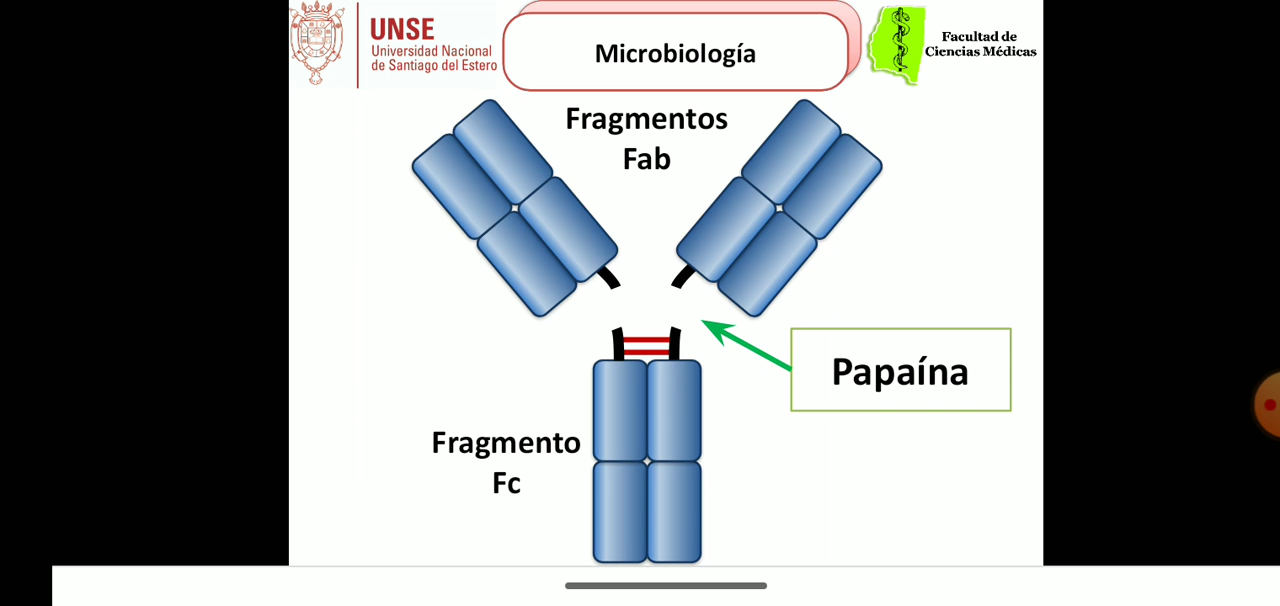 UNSE
Universidad Nacional
de Santiago del Estero
Microbiología
Facultad de
Ciencias Médicas
Fragmentos
Fab
Papaína
Fragmento
Fc